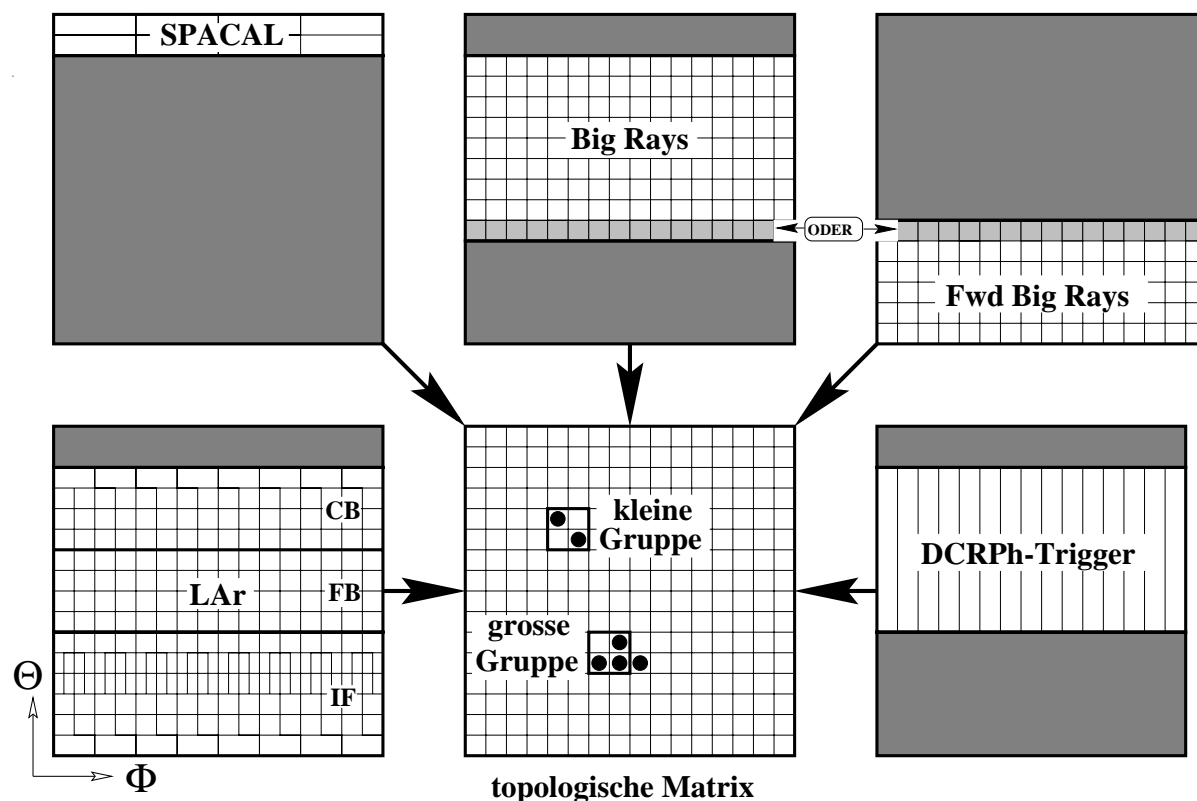 SPACAL
Big Rays
ODER
Fwd Big Rays
CB
LAr
FB
IF
kleine
Gruppe
grosse
Gruppe
DCRPh-Trigger
Θ
Φ
topologische Matrix